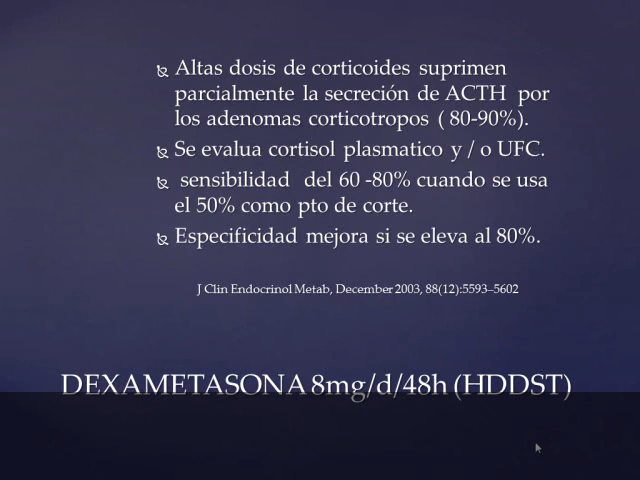 Altas dosis de corticoides suprimen
parcialmente la secreción de ACTH por
los adenomas corticotropos ( 80-90%).
Se evalua cortisol plasmatico y / o UFC.
sensibilidad del 60 -80% cuando se usa
el 50% como pto de corte.
Especificidad mejora si se eleva al 80%.
J Clin Endocrinol Metab, December 2003, 88(12):5593–5602
DEXAMETASONA 8mg/d/48h (HDDST)